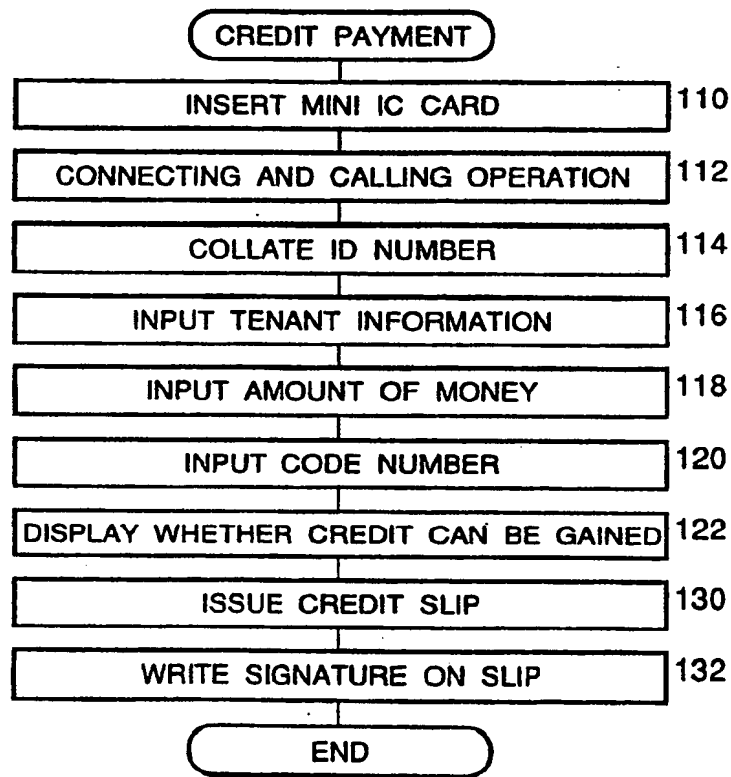 CREDIT PAYMENT
INSERT MINI IC CARD 110
CONNECTING AND CALLING OPERATION 112
COLLATE ID NUMBER 114
INPUT TENANT INFORMATION 116
INPUT AMOUNT OF MONEY 118
INPUT CODE NUMBER 120
DISPLAY WHETHER CREDIT CAN BE GAINED 122
ISSUE CREDIT SLIP 130
WRITE SIGNATURE ON SLIP 132
END